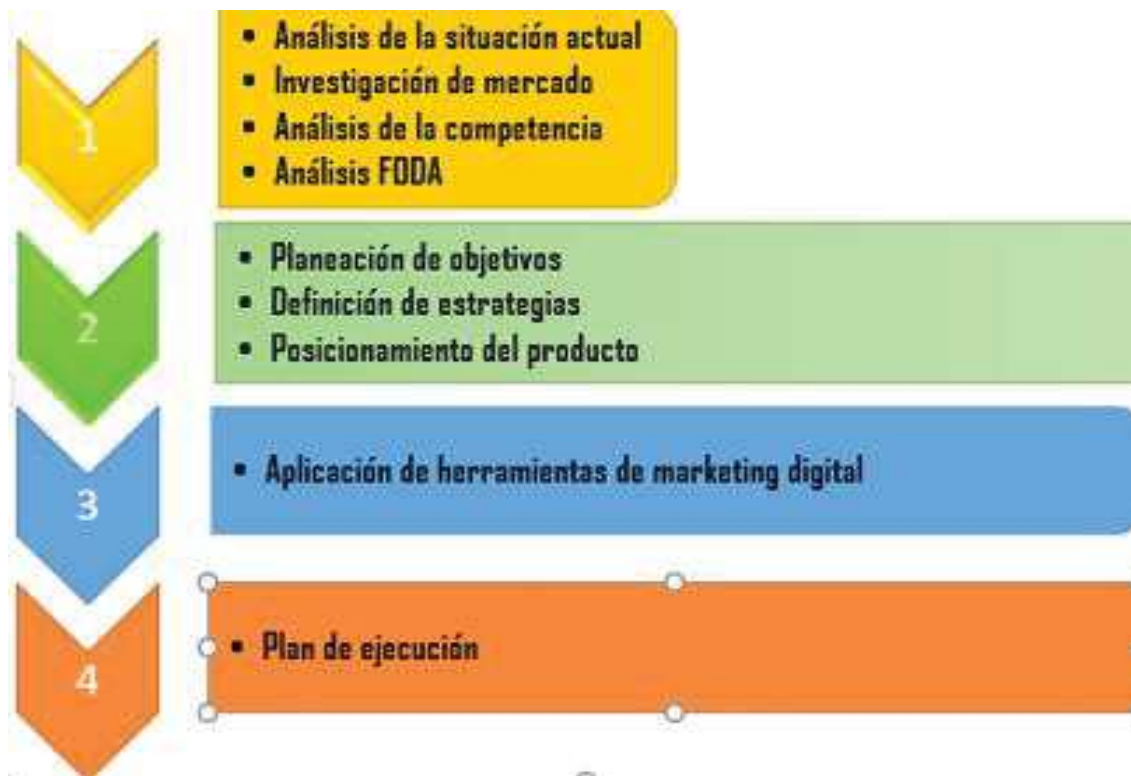 1
• Análisis de la situación actual
• Investigación de mercado
• Análisis de la competencia
• Análisis FODA
2
• Planeación de objetivos
• Definición de estrategias
• Posicionamiento del producto
3
• Aplicación de herramientas de marketing digital
4
• Plan de ejecución